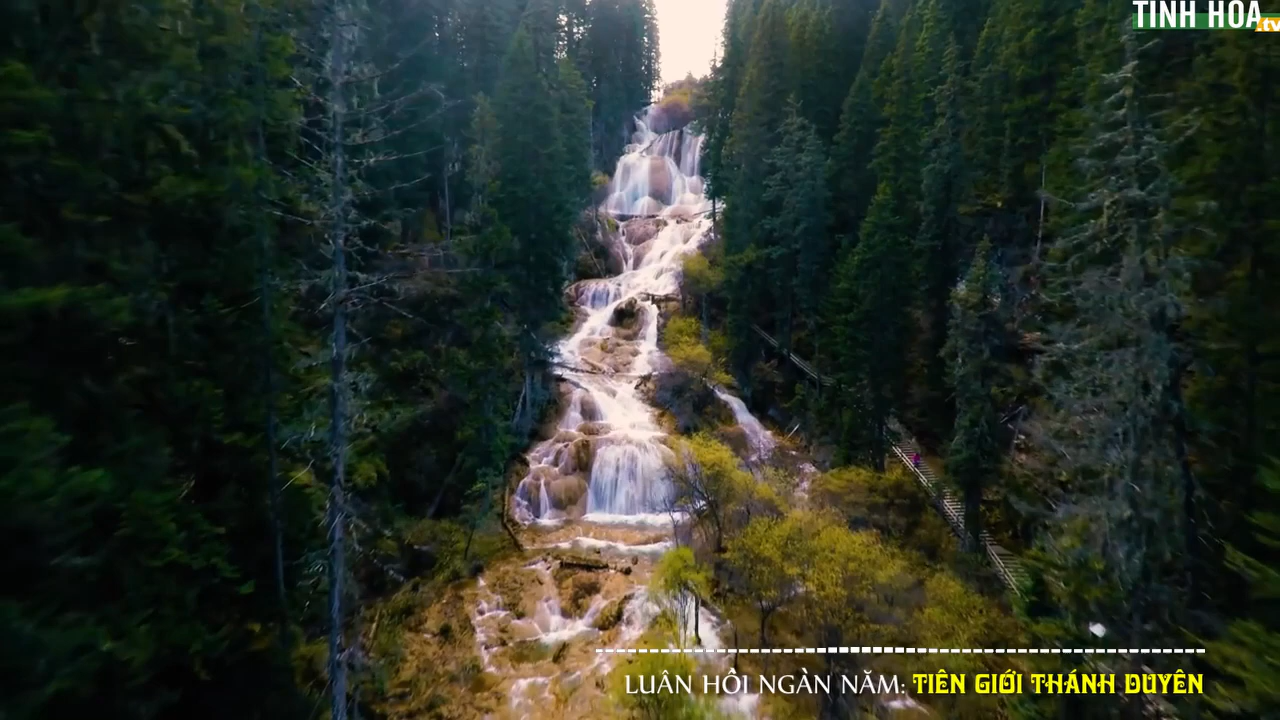 TINH HOA
.tv
LUÂN HỒI NGÀN NĂM: TIÊN GIỚI THÁNH DUYÊN